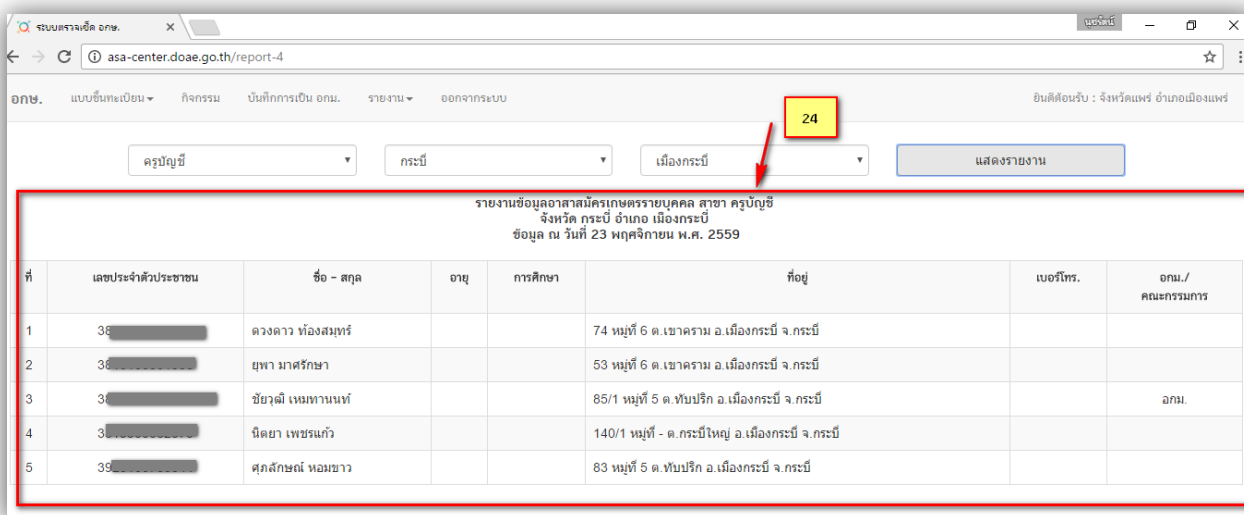 ระบบตรวจเช็ด อกษ.
นุชรัตน์
asa-center.doae.go.th/report-4
อกษ. แบบขึ้นทะเบียน กิจกรรม บันทึกการเป็น อกม. รายงาน ออกจากระบบ ยินดีต้อนรับ : จังหวัดแพร่ อำเภอเมืองแพร่
24
ครูบัญชี กระบี่ เมืองกระบี่ แสดงรายงาน
รายงานข้อมูลอาสาสมัครเกษตรรายบุคคล สาขา ครูบัญชี
จังหวัด กระบี่ อำเภอ เมืองกระบี่
ข้อมูล ณ วันที่ 23 พฤศจิกายน พ.ศ. 2559
ที่ เลขประจำตัวประชาชน ชื่อ - สกุล อายุ การศึกษา ที่อยู่ เบอร์โทร. อกม./
คณะกรรมการ
1 38 ดวงดาว ท้องสมุทร์ 74 หมู่ที่ 6 ต.เขาคราม อ.เมืองกระบี่ จ.กระบี่
2 38 ยุพา มาศรักษา 53 หมู่ที่ 6 ต.เขาคราม อ.เมืองกระบี่ จ.กระบี่
3 38 ชัยวุฒิ เหมทานนท์ 85/1 หมู่ที่ 5 ต.ทับปริก อ.เมืองกระบี่ จ.กระบี่ อกม.
4 3 นิตยา เพชรแก้ว 140/1 หมู่ที่ - ต.กระบี่ใหญ่ อ.เมืองกระบี่ จ.กระบี่
5 39 ศุภลักษณ์ หอมขาว 83 หมู่ที่ 5 ต.ทับปริก อ.เมืองกระบี่ จ.กระบี่